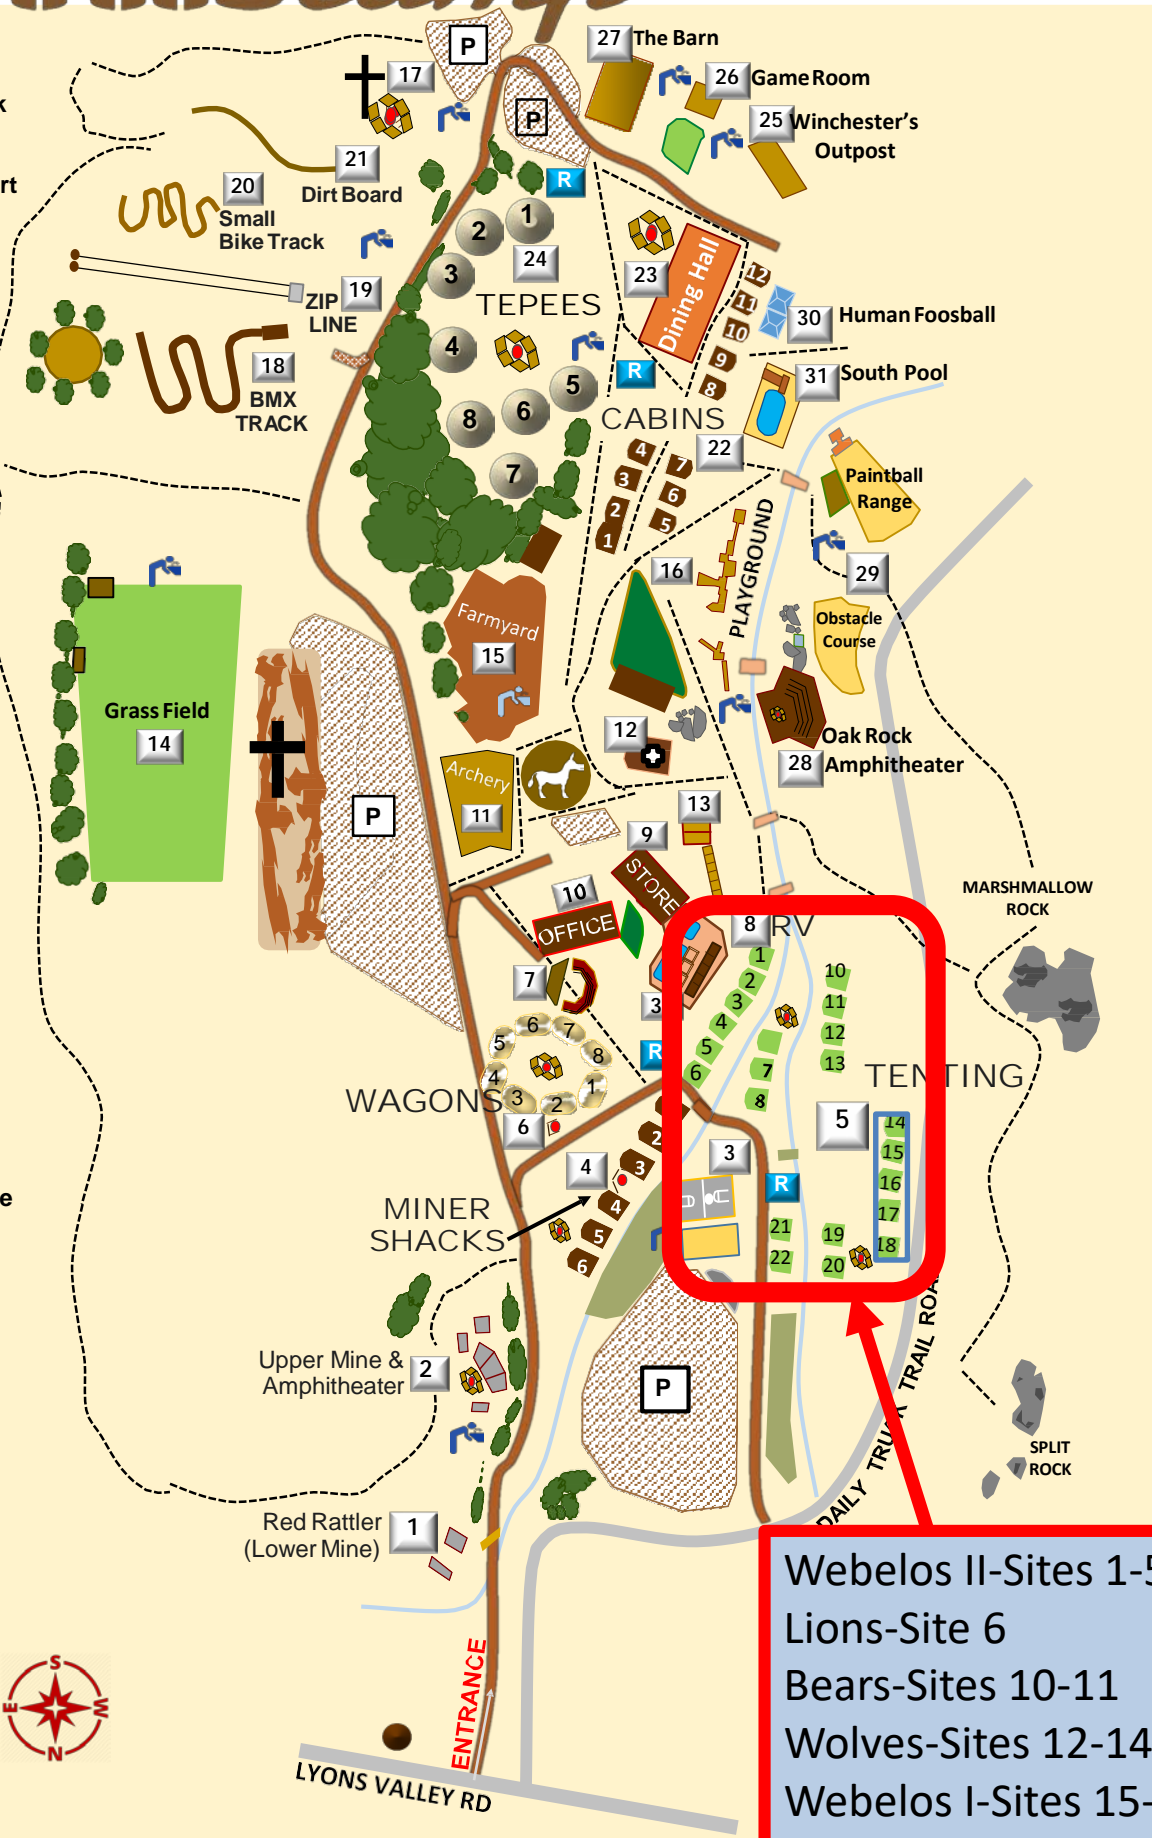 k
rt
e
P
17
27 The Barn
26 Game Room
P
25 Winchester's
Outpost
21
Dirt Board
20
Small
Bike Track
R
1
2
24
3
TEPEES
23
Dining Hall
12
11
10
9
8
19
ZIP
LINE
30 Human Foosball
4
5
6
8
7
R
18
BMX
TRACK
31 South Pool
CABINS
22
4
3
2
1
7
6
5
Paintball
Range
PLAYGROUND
16
29
Farmyard
15
Obstacle
Course
Grass Field
14
12
Oak Rock
28 Amphitheater
Archery
11
P
13
9
STORE
10
OFFICE
MARSHMALLOW
ROCK
8 RV
1
2
3
4
5
6
7
8
10
11
12
13
7
3
R
5
6
7
8
4
3
2
1
WAGONS
6
TENTING
5
14
15
16
17
18
2
3
4
5
6
4
MINER
SHACKS
3
R
21
22
19
20
Upper Mine & 2
Amphitheater
P
DAILY TRUCK TRAIL ROA
SPLIT
ROCK
Red Rattler 1
(Lower Mine)
Webelos II-Sites 1-5
Lions-Site 6
Bears-Sites 10-11
Wolves-Sites 12-14
Webelos I-Sites 15-
S
E
W
N
ENTRANCE
LYONS VALLEY RD